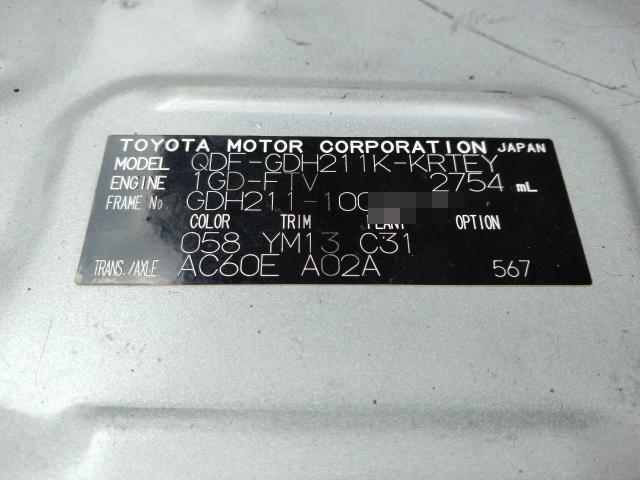 TOYOTA MOTOR CORPORATION JAPAN
MODEL QDF-GDH211K-KRTEY
ENGINE 1GD-FTV 2754 mL
FRAME No. GDH211-100
COLOR TRIM PLANT OPTION
058 YM13 C31
TRANS./AXLE AC60E A02A 567